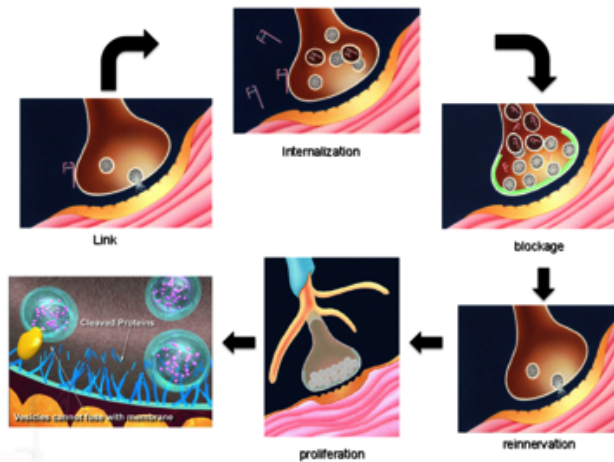 Internalization
Link
blockage
Cleaved Proteins
Vesicles cannot fuse with membrane
proliferation
reinnervation